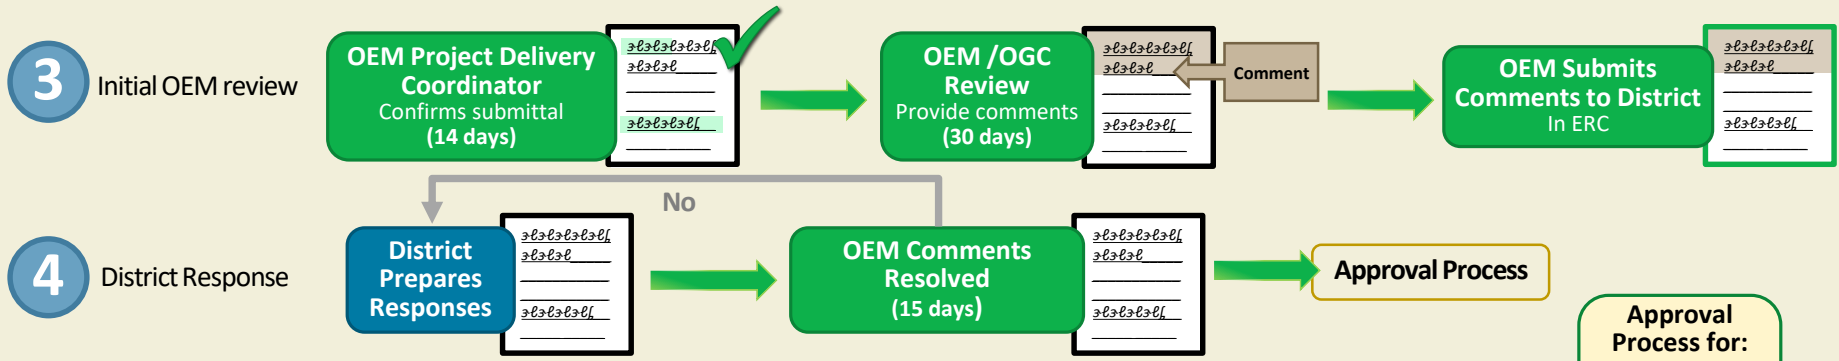 3
Initial OEM review
OEM Project Delivery
Coordinator
Confirms submittal
(14 days)
OEM /OGC
Review
Provide comments
(30 days)
Comment
OEM Submits
Comments to District
In ERC
No
4
District Response
District
Prepares
Responses
OEM Comments
Resolved
(15 days)
Approval Process
Approval
Process for: